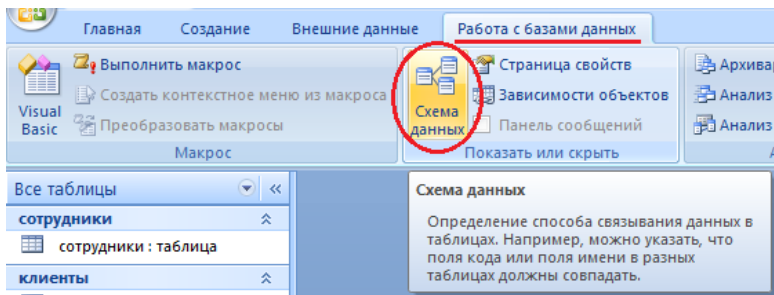 Главная Создание Внешние данные Работа с базами данных
Выполнить макрос
Создать контекстное меню из макроса
Преобразовать макросы
Visual Basic
Макрос
Схема данных
Страница свойств
Зависимости объектов
Панель сообщений
Показать или скрыть
Анализ
Анализ
Все таблицы
сотрудники
сотрудники : таблица
клиенты
Схема данных
Определение способа связывания данных в
таблицах. Например, можно указать, что
поля кода или поля имени в разных
таблицах должны совпадать.